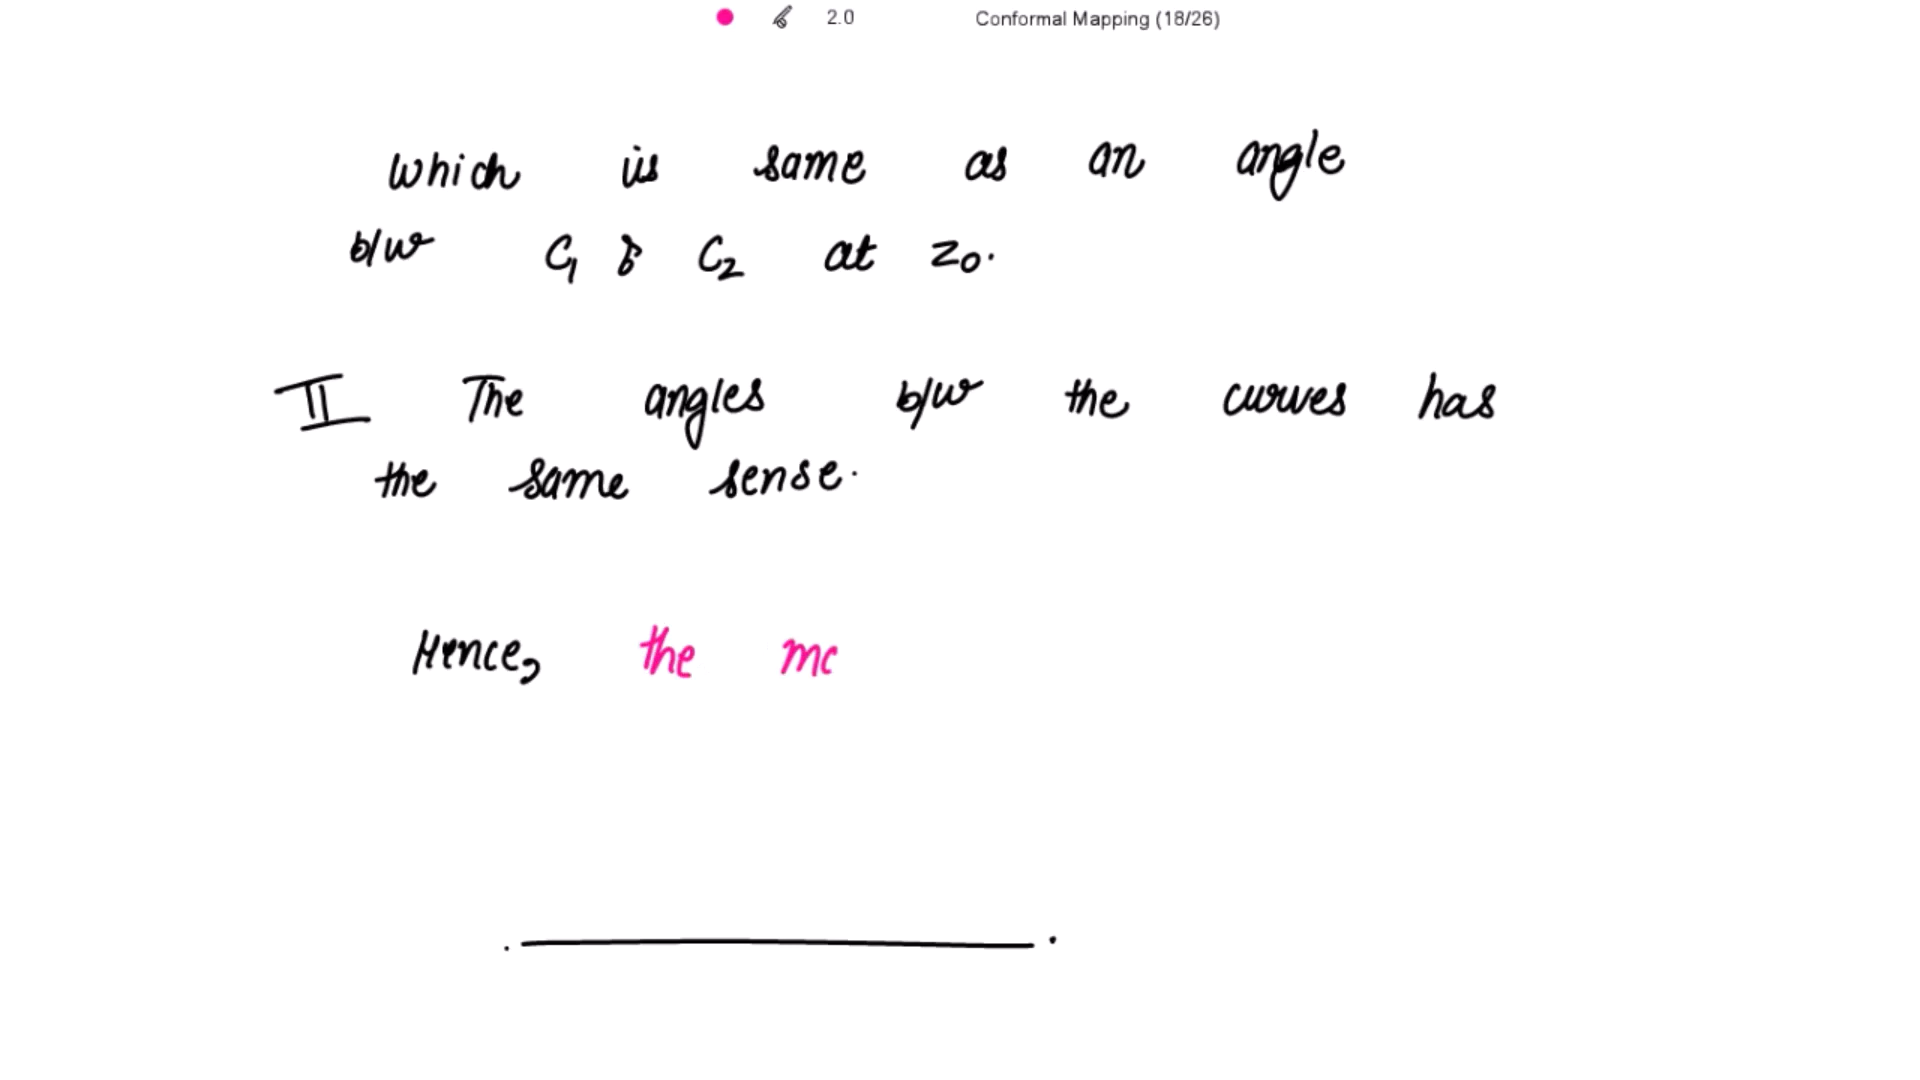 2.0 Conformal Mapping (18/26)
which is same as an angle
b/w C₁ & C₂ at z₀.
II The angles b/w the curves has
the same sense.
Hence, the mc